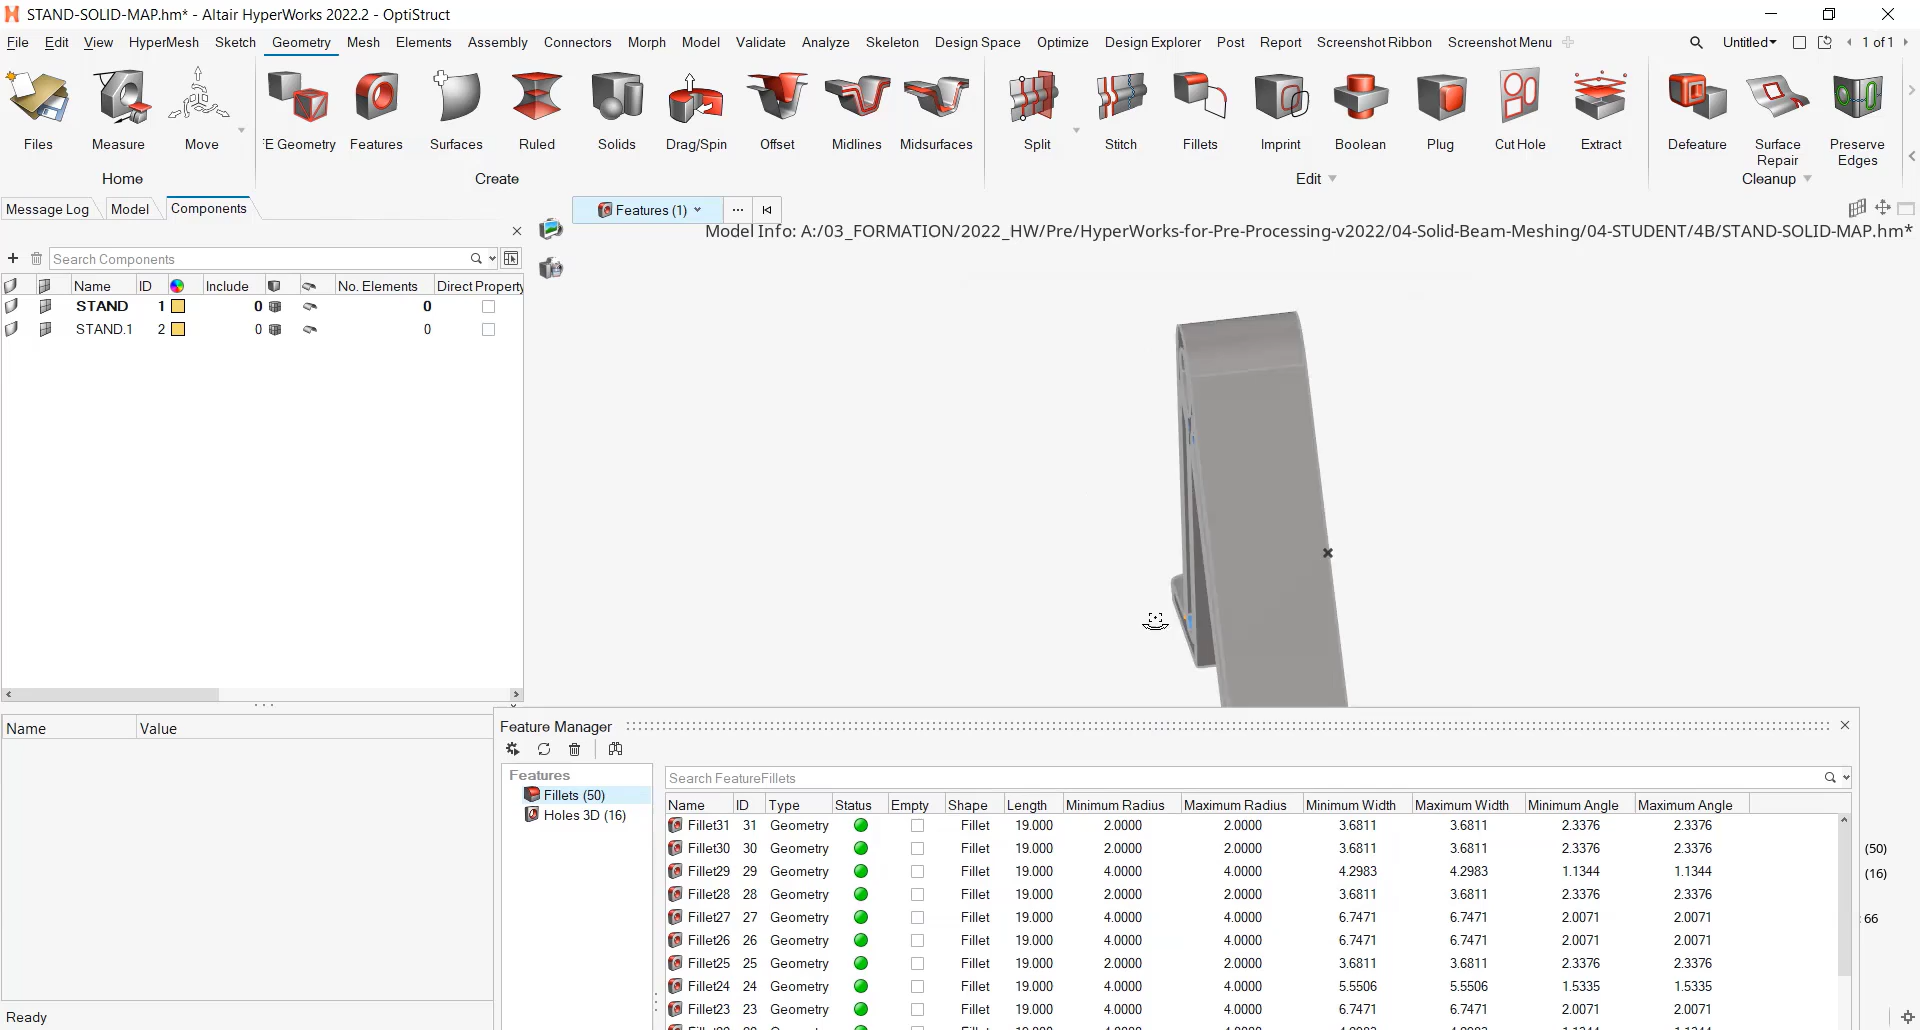 STAND-SOLID-MAP.hm* - Altair HyperWorks 2022.2 - OptiStruct
File Edit View HyperMesh Sketch Geometry Mesh Elements Assembly Connectors Morph Model Validate Analyze Skeleton Design Space Optimize Design Explorer Post Report Screenshot Ribbon Screenshot Menu Untitled 1 of 1
Files Measure Move E Geometry Features Surfaces Ruled Solids Drag/Spin Offset Midlines Midsurfaces Split Stitch Fillets Imprint Boolean Plug Cut Hole Extract Defeature Surface Repair Preserve Edges
Home Create Edit Cleanup
Message Log Model Components Features (1)
Model Info: A:/03_FORMATION/2022_HW/Pre/HyperWorks-for-Pre-Processing-v2022/04-Solid-Beam-Meshing/04-STUDENT/4B/STAND-SOLID-MAP.hm*
Search Components
Name ID Include No. Elements Direct Property
STAND 1 0 0
STAND.1 2 0 0
Name Value
Feature Manager
Features
Fillets (50)
Holes 3D (16)
Search FeatureFillets
Name ID Type Status Empty Shape Length Minimum Radius Maximum Radius Minimum Width Maximum Width Minimum Angle Maximum Angle
Fillet31 31 Geometry Fillet 19.000 2.0000 2.0000 3.6811 3.6811 2.3376 2.3376
Fillet30 30 Geometry Fillet 19.000 2.0000 2.0000 3.6811 3.6811 2.3376 2.3376
Fillet29 29 Geometry Fillet 19.000 4.0000 4.0000 4.2983 4.2983 1.1344 1.1344
Fillet28 28 Geometry Fillet 19.000 2.0000 2.0000 3.6811 3.6811 2.3376 2.3376
Fillet27 27 Geometry Fillet 19.000 4.0000 4.0000 6.7471 6.7471 2.0071 2.0071
Fillet26 26 Geometry Fillet 19.000 4.0000 4.0000 6.7471 6.7471 2.0071 2.0071
Fillet25 25 Geometry Fillet 19.000 2.0000 2.0000 3.6811 3.6811 2.3376 2.3376
Fillet24 24 Geometry Fillet 19.000 4.0000 4.0000 5.5506 5.5506 1.5335 1.5335
Fillet23 23 Geometry Fillet 19.000 4.0000 4.0000 6.7471 6.7471 2.0071 2.0071
(50)
(16)
66
Ready